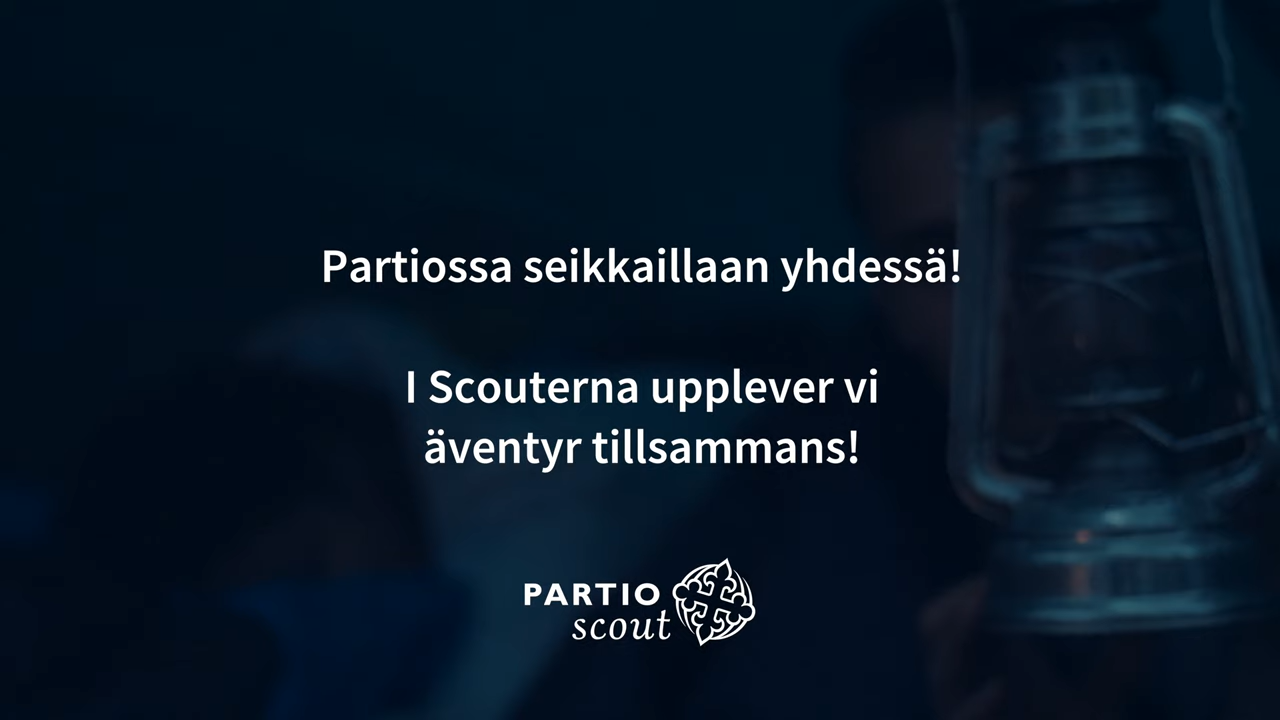 Partiossa seikkaillaan yhdessä!
I Scouterna upplever vi
äventyr tillsammans!
PARTIO
scout